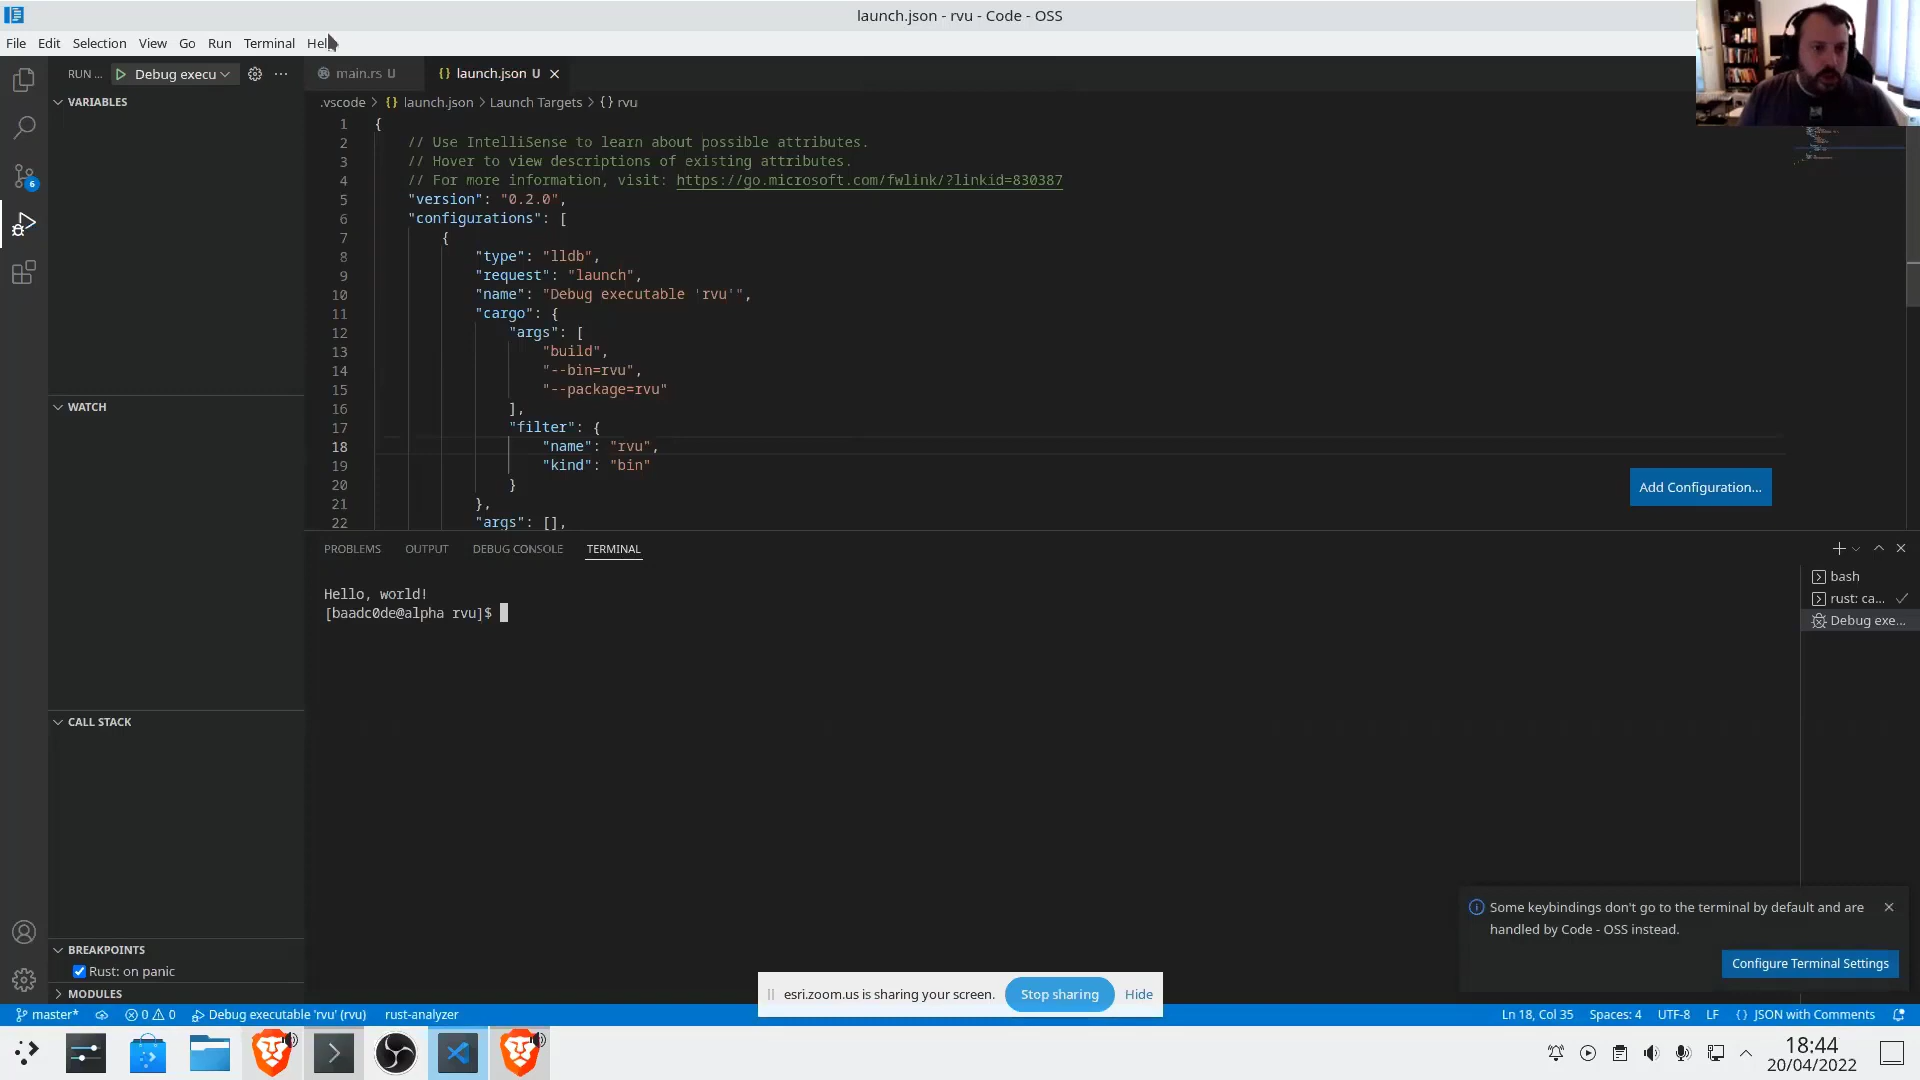 launch.json - rvu - Code - OSS
File Edit Selection View Go Run Terminal Hel
RUN ... Debug execu ...
main.rs U
launch.json U
VARIABLES
.vscode > {} launch.json > Launch Targets > {} rvu
1 {
2 // Use IntelliSense to learn about possible attributes.
3 // Hover to view descriptions of existing attributes.
4 // For more information, visit: https://go.microsoft.com/fwlink/?linkid=830387
5 "version": "0.2.0",
6 "configurations": [
7 {
8 "type": "lldb",
9 "request": "launch",
10 "name": "Debug executable 'rvu'",
11 "cargo": {
12 "args": [
13 "build",
14 "--bin=rvu",
15 "--package=rvu"
16 ],
17 "filter": {
18 "name": "rvu",
19 "kind": "bin"
20 }
21 },
22 "args": [],
Add Configuration...
WATCH
PROBLEMS OUTPUT DEBUG CONSOLE TERMINAL
Hello, world!
[baadc0de@alpha rvu]$
bash
rust: ca...
Debug exe...
CALL STACK
BREAKPOINTS
Rust: on panic
MODULES
Some keybindings don't go to the terminal by default and are
handled by Code - OSS instead.
Configure Terminal Settings
esri.zoom.us is sharing your screen. Stop sharing Hide
6
master* 0 0 Debug executable 'rvu' (rvu) rust-analyzer
Ln 18, Col 35 Spaces: 4 UTF-8 LF {} JSON with Comments
18:44
20/04/2022